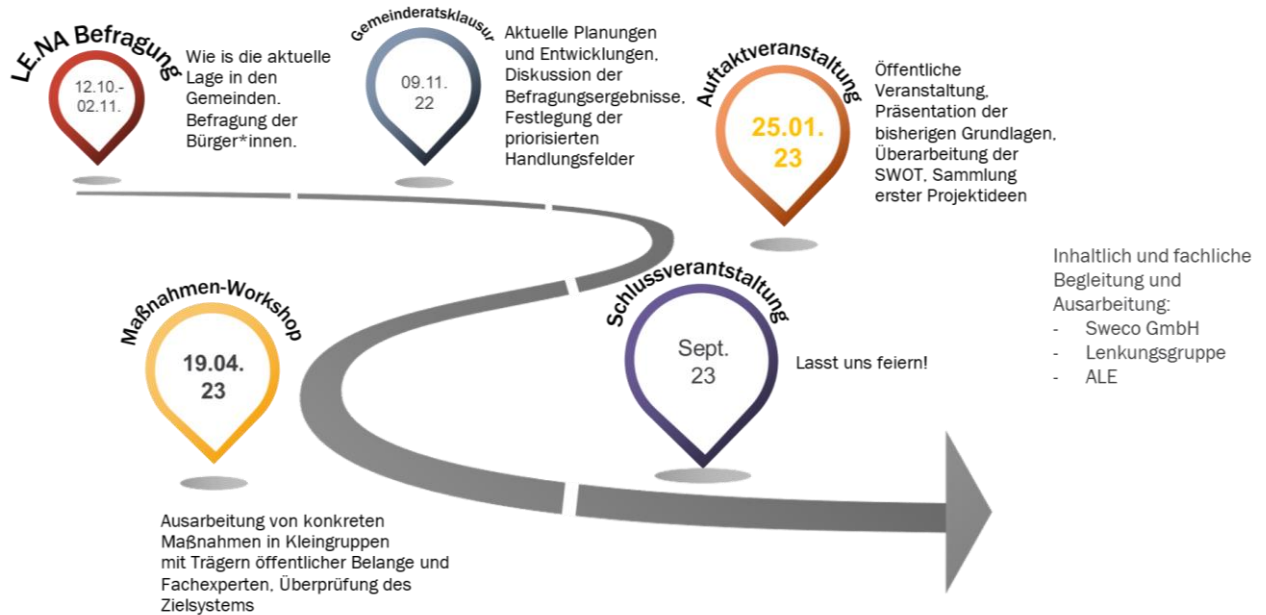 LE.NA Befragung
12.10.-
02.11.
Wie is die aktuelle
Lage in den
Gemeinden.
Befragung der
Bürger*innen.
Gemeinderatsklausur
09.11.
22
Aktuelle Planungen
und Entwicklungen,
Diskussion der
Befragungsergebnisse,
Festlegung der
priorisierten
Handlungsfelder
Auftaktveranstaltung
25.01.
23
Öffentliche
Veranstaltung,
Präsentation der
bisherigen Grundlagen,
Überarbeitung der
SWOT, Sammlung
erster Projektideen
Maßnahmen-Workshop
19.04.
23
Ausarbeitung von konkreten
Maßnahmen in Kleingruppen
mit Trägern öffentlicher Belange und
Fachexperten, Überprüfung des
Zielsystems
Schlussverantstaltung
Sept.
23
Lasst uns feiern!
Inhaltlich und fachliche
Begleitung und
Ausarbeitung:
- Sweco GmbH
- Lenkungsgruppe
- ALE